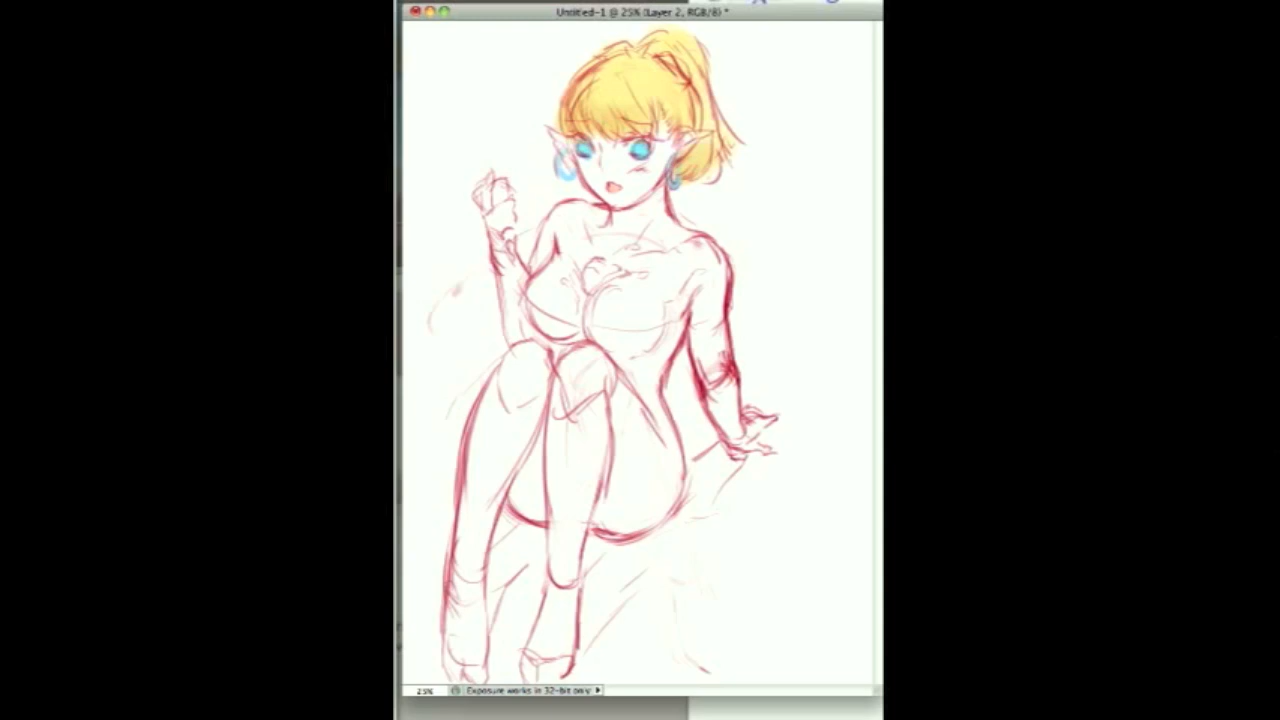 Untitled-1 @ 25% (Layer 2, RGB/8) *
25%
Exposure works in 32-bit only